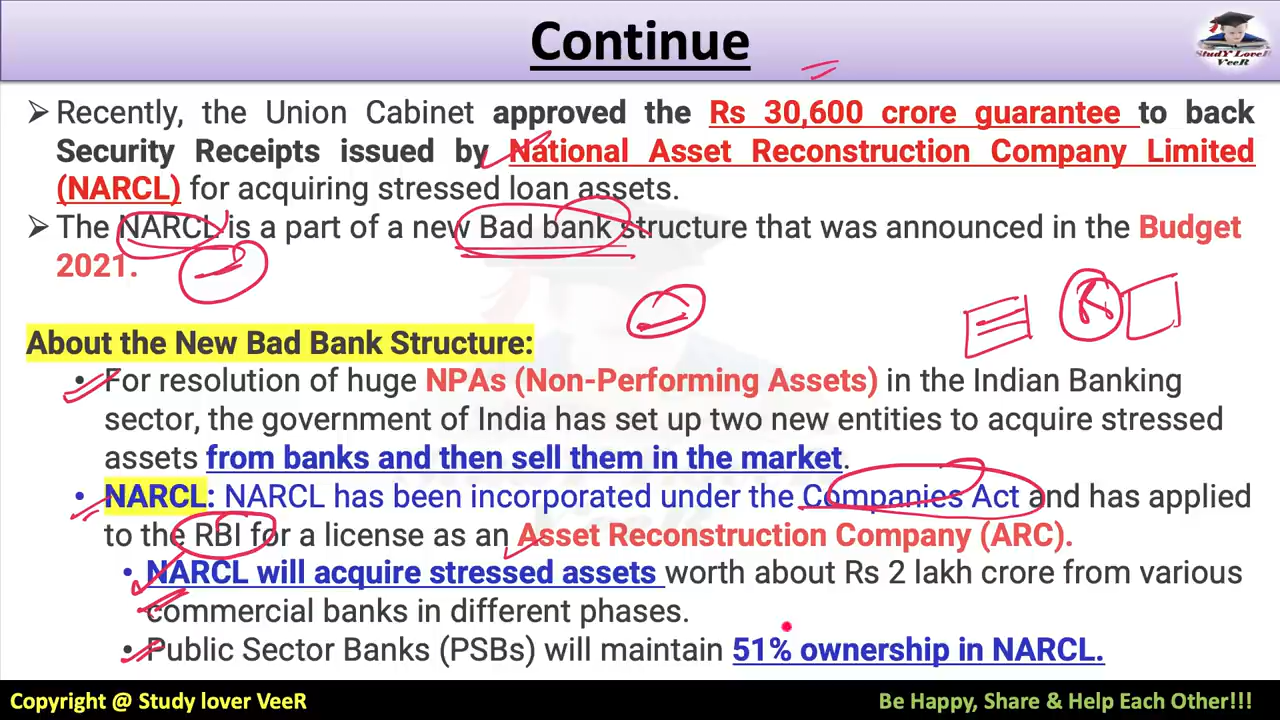 Continue
StudY LoveR
VeeR
➢ Recently, the Union Cabinet approved the Rs 30,600 crore guarantee to back
Security Receipts issued by National Asset Reconstruction Company Limited
(NARCL) for acquiring stressed loan assets.
➢ The NARCL is a part of a new Bad bank structure that was announced in the Budget
2021.
About the New Bad Bank Structure:
• For resolution of huge NPAs (Non-Performing Assets) in the Indian Banking
sector, the government of India has set up two new entities to acquire stressed
assets from banks and then sell them in the market.
• NARCL: NARCL has been incorporated under the Companies Act and has applied
to the RBI for a license as an Asset Reconstruction Company (ARC).
• NARCL will acquire stressed assets worth about Rs 2 lakh crore from various
commercial banks in different phases.
• Public Sector Banks (PSBs) will maintain 51% ownership in NARCL.
Copyright @ Study lover VeeR
Be Happy, Share & Help Each Other!!!